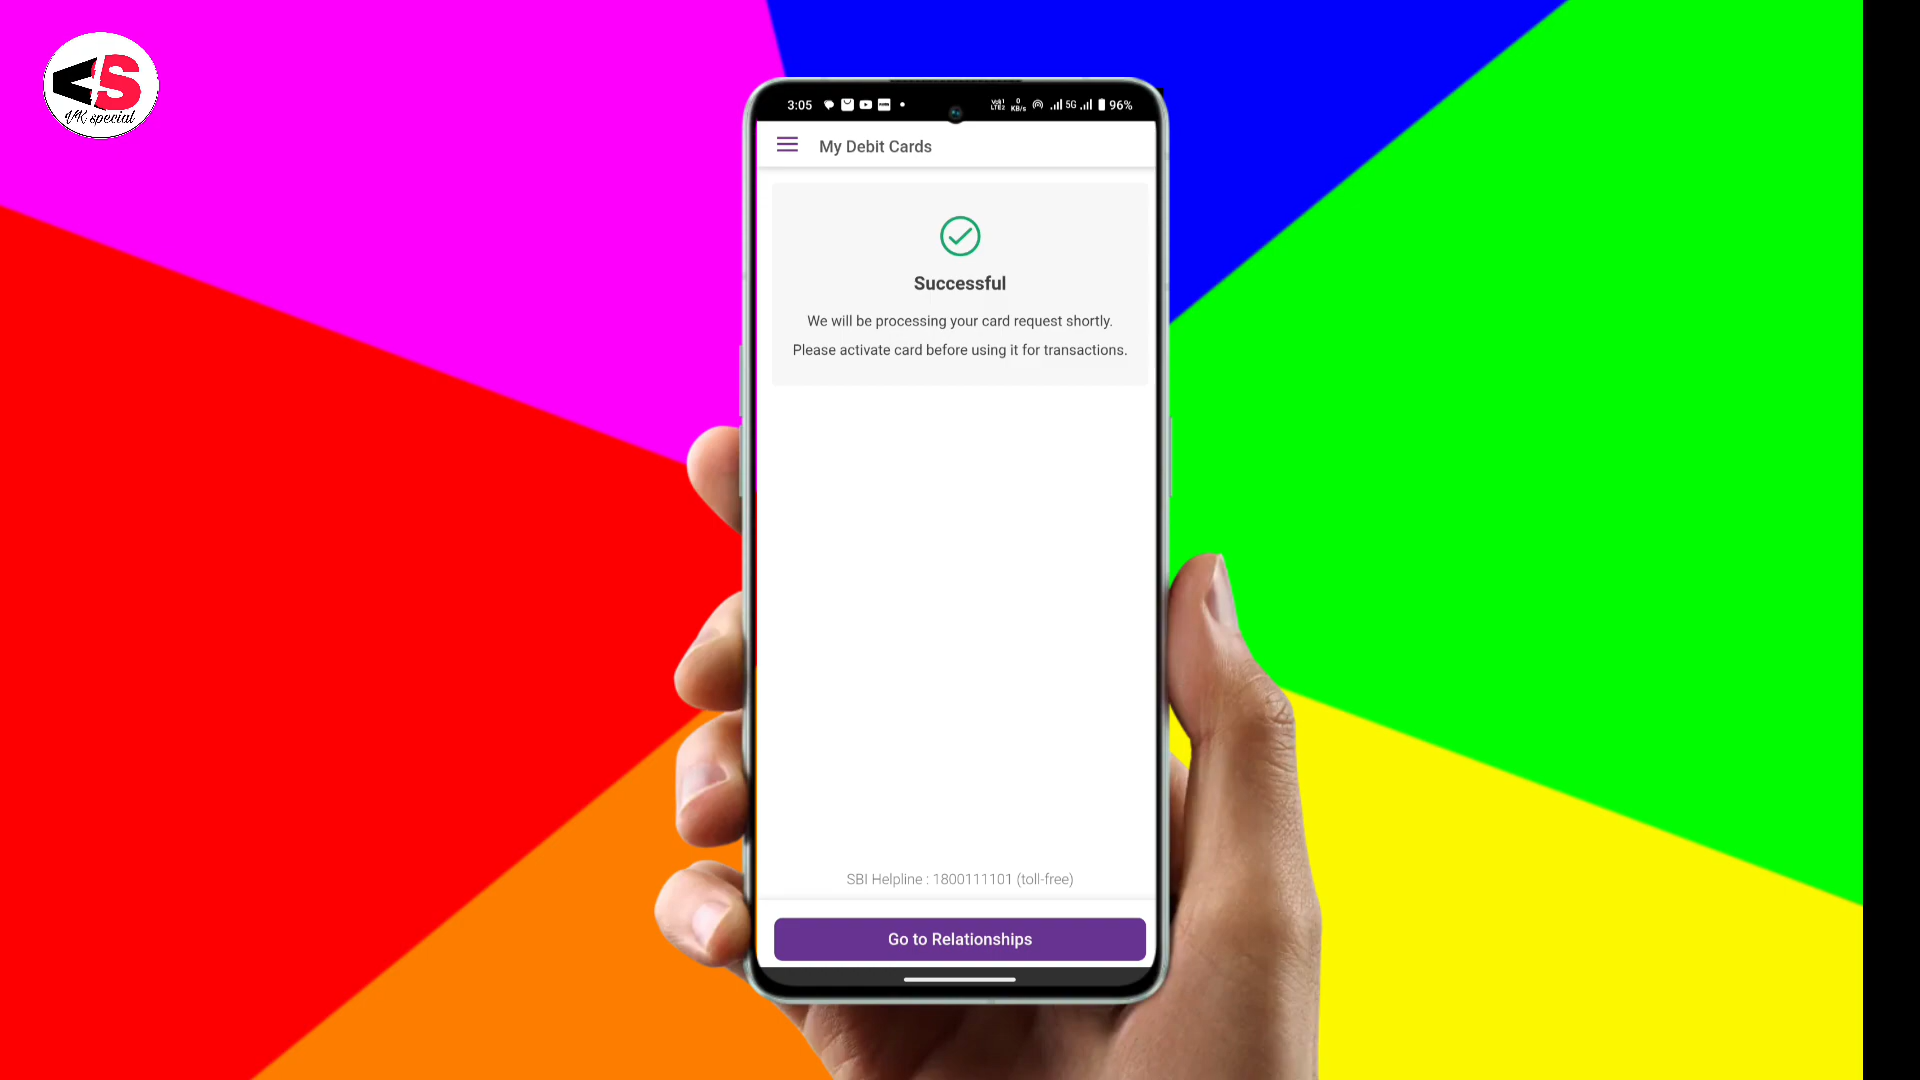 VK special
3:05
5G
96%
My Debit Cards
Successful
We will be processing your card request shortly.
Please activate card before using it for transactions.
SBI Helpline : 1800111101 (toll-free)
Go to Relationships